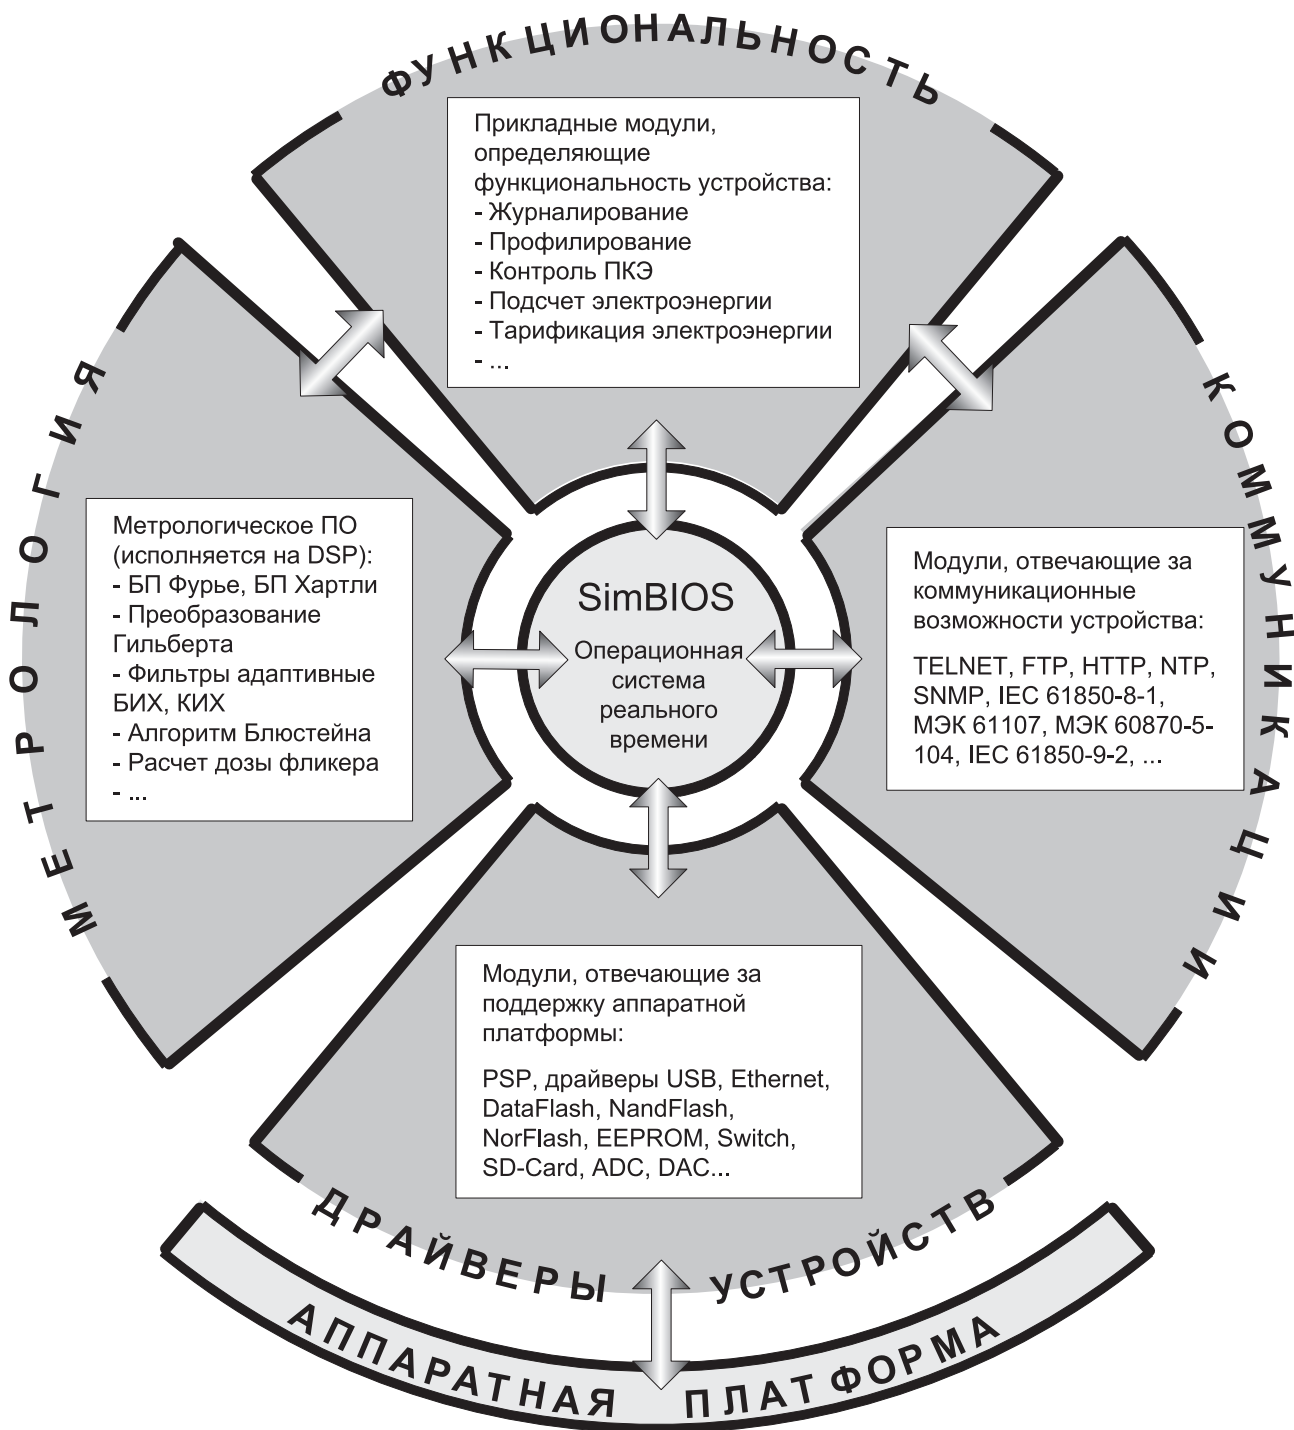 ФУНКЦИОНАЛЬНОСТЬ
Прикладные модули,
определяющие
функциональность устройства:
- Журналирование
- Профилирование
- Контроль ПКЭ
- Подсчет электроэнергии
- Тарификация электроэнергии
- ...
МЕТРОЛОГИЯ
Метрологическое ПО
(исполняется на DSP):
- БП Фурье, БП Хартли
- Преобразование
Гильберта
- Фильтры адаптивные
БИХ, КИХ
- Алгоритм Блюстейна
- Расчет дозы фликера
- ...
SimBIOS
Операционная
система
реального
времени
КОММУНИКАЦИИ
Модули, отвечающие за
коммуникационные
возможности устройства:
TELNET, FTP, HTTP, NTP,
SNMP, IEC 61850-8-1,
МЭК 61107, МЭК 60870-5-
104, IEC 61850-9-2, ...
Модули, отвечающие за
поддержку аппаратной
платформы:
PSP, драйверы USB, Ethernet,
DataFlash, NandFlash,
NorFlash, EEPROM, Switch,
SD-Card, ADC, DAC...
ДРАЙВЕРЫ УСТРОЙСТВ
АППАРАТНАЯ ПЛАТФОРМА